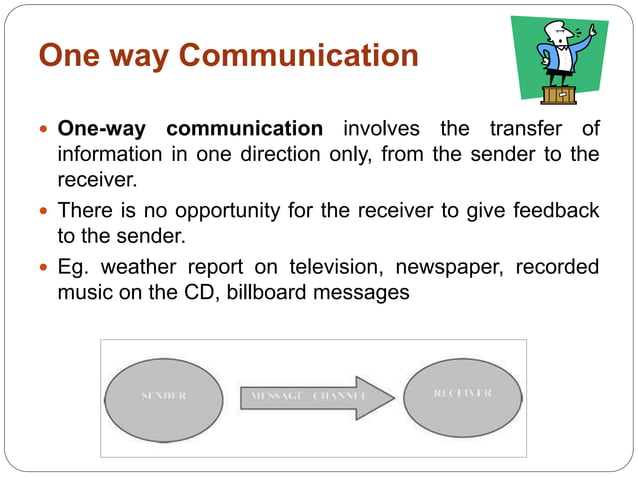 One way Communication
• One-way communication involves the transfer of
information in one direction only, from the sender to the
receiver.
• There is no opportunity for the receiver to give feedback
to the sender.
• Eg. weather report on television, newspaper, recorded
music on the CD, billboard messages
SENDER
MESSAGE - CHANNEL
RECEIVER